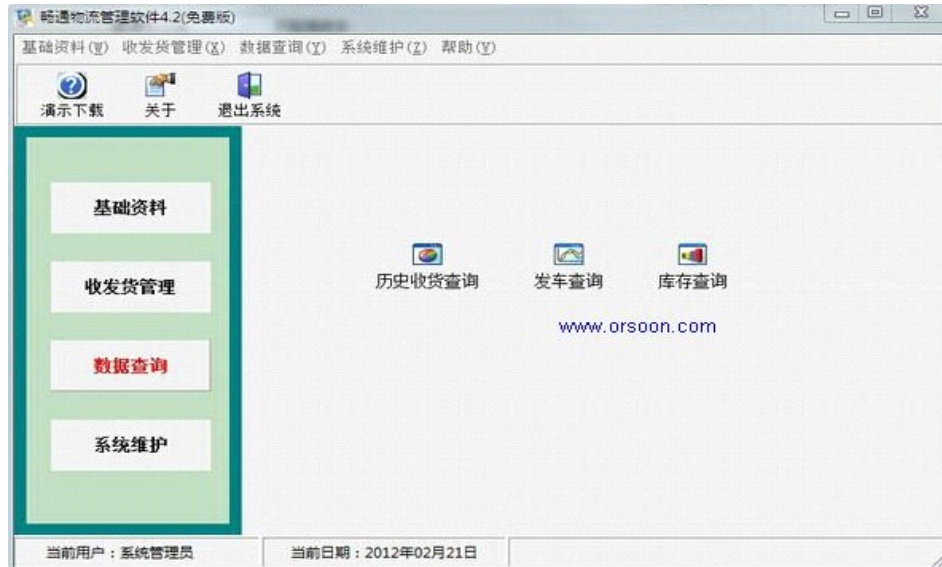 畅通物流管理软件4.2(免费版)
基础资料(W) 收发货管理(X) 数据查询(Y) 系统维护(Z) 帮助(V)
演示下载 关于 退出系统
基础资料
收发货管理
数据查询
系统维护
历史收货查询 发车查询 库存查询
www.orsoon.com
当前用户：系统管理员 当前日期：2012年02月21日